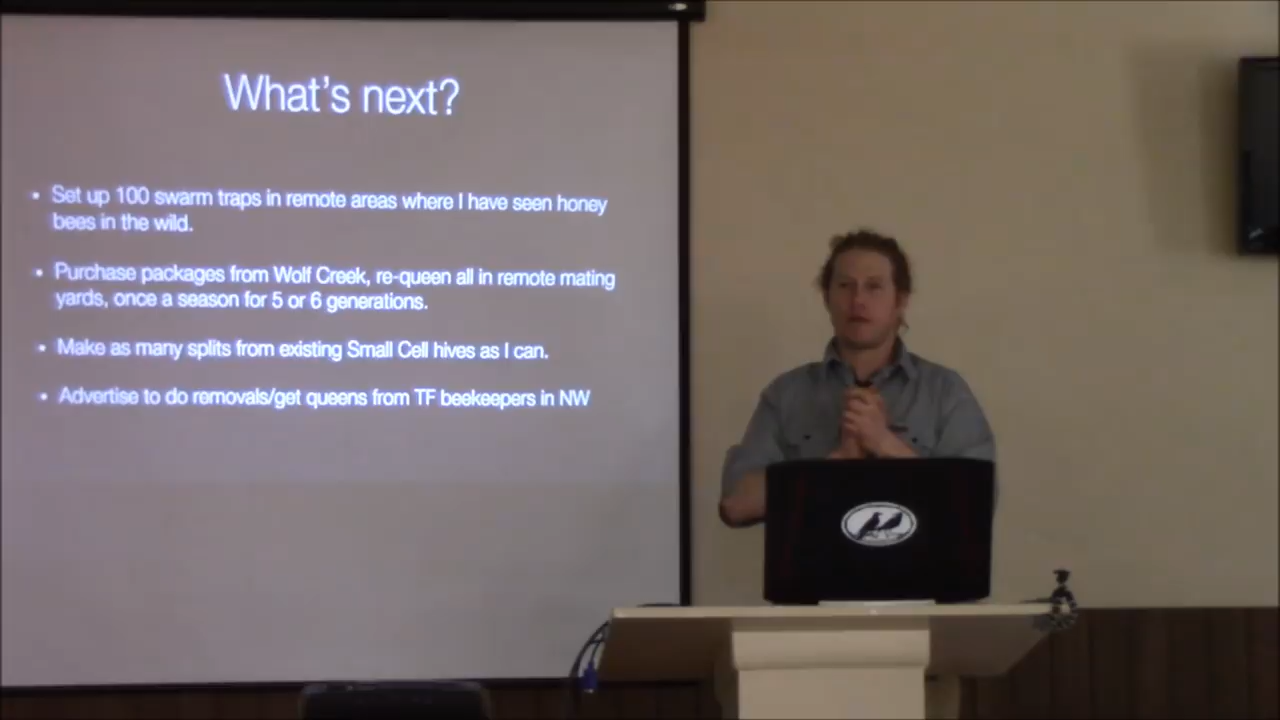 What's next?
• Set up 100 swarm traps in remote areas where I have seen honey
bees in the wild.
• Purchase packages from Wolf Creek, re-queen all in remote mating
yards, once a season for 5 or 6 generations.
• Make as many splits from existing Small Cell hives as I can.
• Advertise to do removals/get queens from TF beekeepers in NW